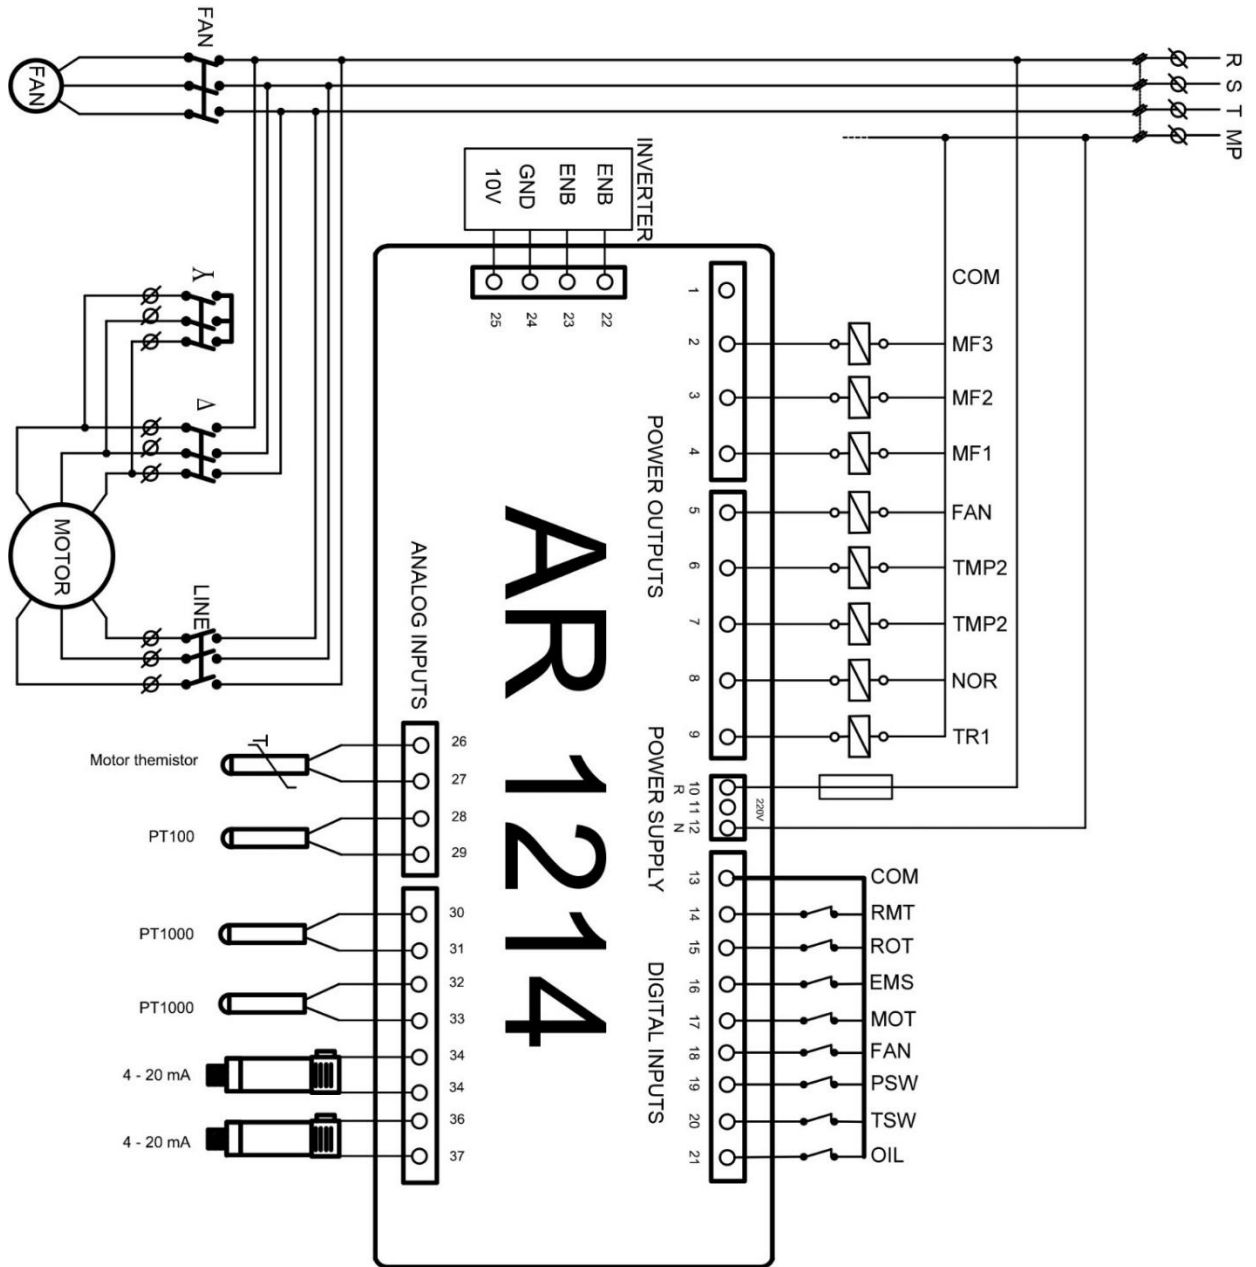 FAN
FAN
R
S
T
MP
INVERTER
10V
GND
ENB
ENB
25
24
23
22
Y
Δ
MOTOR
LINE
AR 1214
POWER OUTPUTS
1
COM
2
MF3
3
MF2
4
MF1
5
FAN
6
TMP2
7
TMP2
8
NOR
9
TR1
POWER SUPPLY
10
R
11
12
N
220V
DIGITAL INPUTS
13
COM
14
RMT
15
ROT
16
EMS
17
MOT
18
FAN
19
PSW
20
TSW
21
OIL
ANALOG INPUTS
Motor themistor
T
26
27
PT100
28
29
PT1000
30
31
PT1000
32
33
4 - 20 mA
34
34
4 - 20 mA
36
37